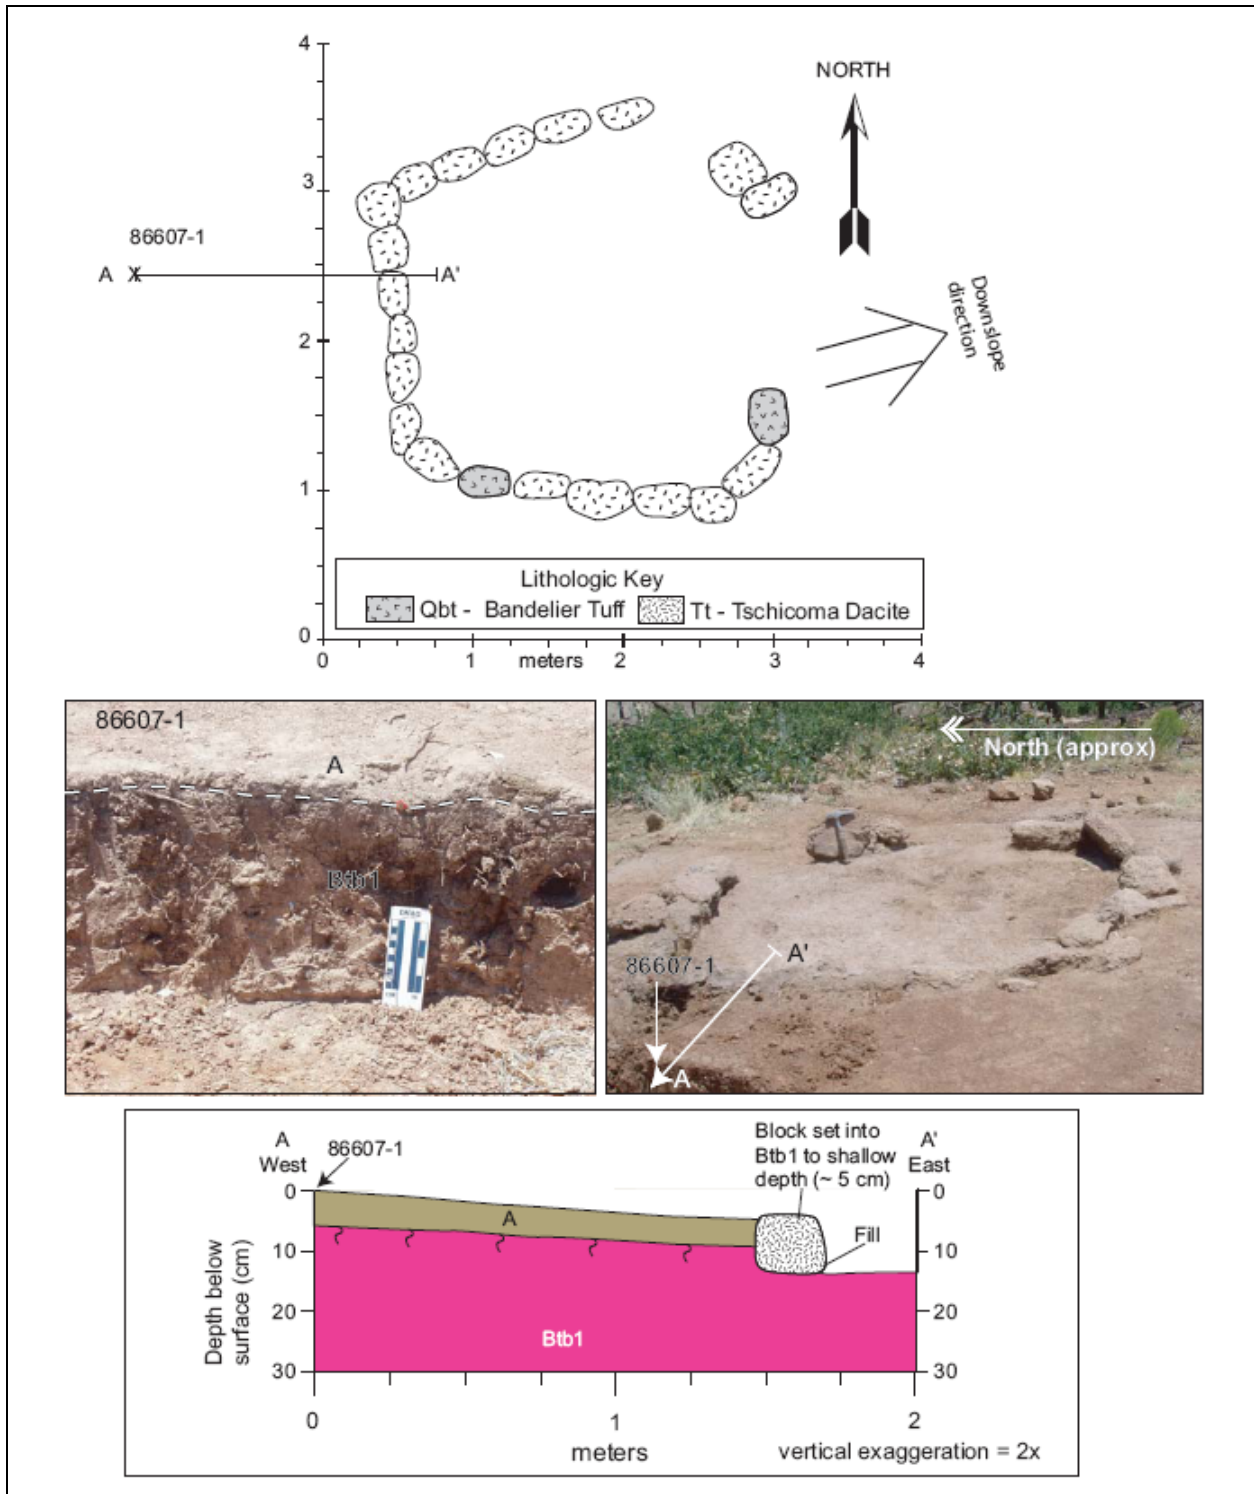 4
3
2
1
0
NORTH
86607-1
A X
A'
Downslope
direction
Lithologic Key
Qbt - Bandelier Tuff
Tt - Tschicoma Dacite
0
1
meters
2
3
4
86607-1
A
Btb1
North (approx)
A'
86607-1
A
A
West
86607-1
Block set into
Btb1 to shallow
depth (~ 5 cm)
A'
East
Fill
A
Btb1
Depth below
surface (cm)
0
10
20
30
0
10
20
30
0
1
2
meters
vertical exaggeration = 2x